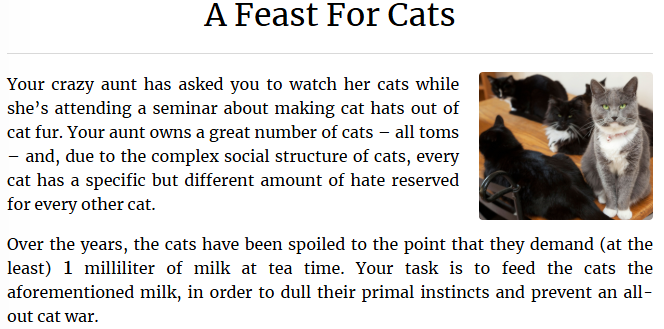 A Feast For Cats
Your crazy aunt has asked you to watch her cats while
she’s attending a seminar about making cat hats out of
cat fur. Your aunt owns a great number of cats – all toms
– and, due to the complex social structure of cats, every
cat has a specific but different amount of hate reserved
for every other cat.
Over the years, the cats have been spoiled to the point that they demand (at the
least) 1 milliliter of milk at tea time. Your task is to feed the cats the
aforementioned milk, in order to dull their primal instincts and prevent an all-
out cat war.